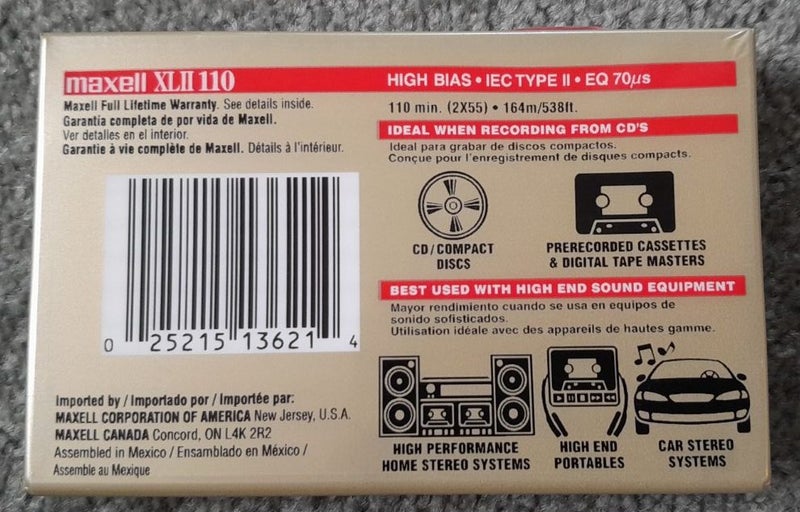 maxell XLII 110
HIGH BIAS • IEC TYPE II • EQ 70µs
Maxell Full Lifetime Warranty. See details inside.
Garantía completa de por vida de Maxell.
Ver detalles en el interior.
Garantie à vie complète de Maxell. Détails à l'intérieur.
110 min. (2X55) • 164m/538ft.
IDEAL WHEN RECORDING FROM CD'S
Ideal para grabar de discos compactos.
Conçue pour l'enregistrement de disques compacts.
CD/COMPACT
DISCS
PRERECORDED CASSETTES
& DIGITAL TAPE MASTERS
BEST USED WITH HIGH END SOUND EQUIPMENT
Mayor rendimiento cuando se usa en equipos de
sonido sofisticados.
Utilisation idéale avec des appareils de hautes gamme.
HIGH PERFORMANCE
HOME STEREO SYSTEMS
HIGH END
PORTABLES
CAR STEREO
SYSTEMS
0 25215 13621 4
Imported by / Importado por / Importée par:
MAXELL CORPORATION OF AMERICA New Jersey, U.S.A.
MAXELL CANADA Concord, ON L4K 2R2
Assembled in Mexico / Ensamblado en México /
Assemble au Mexique